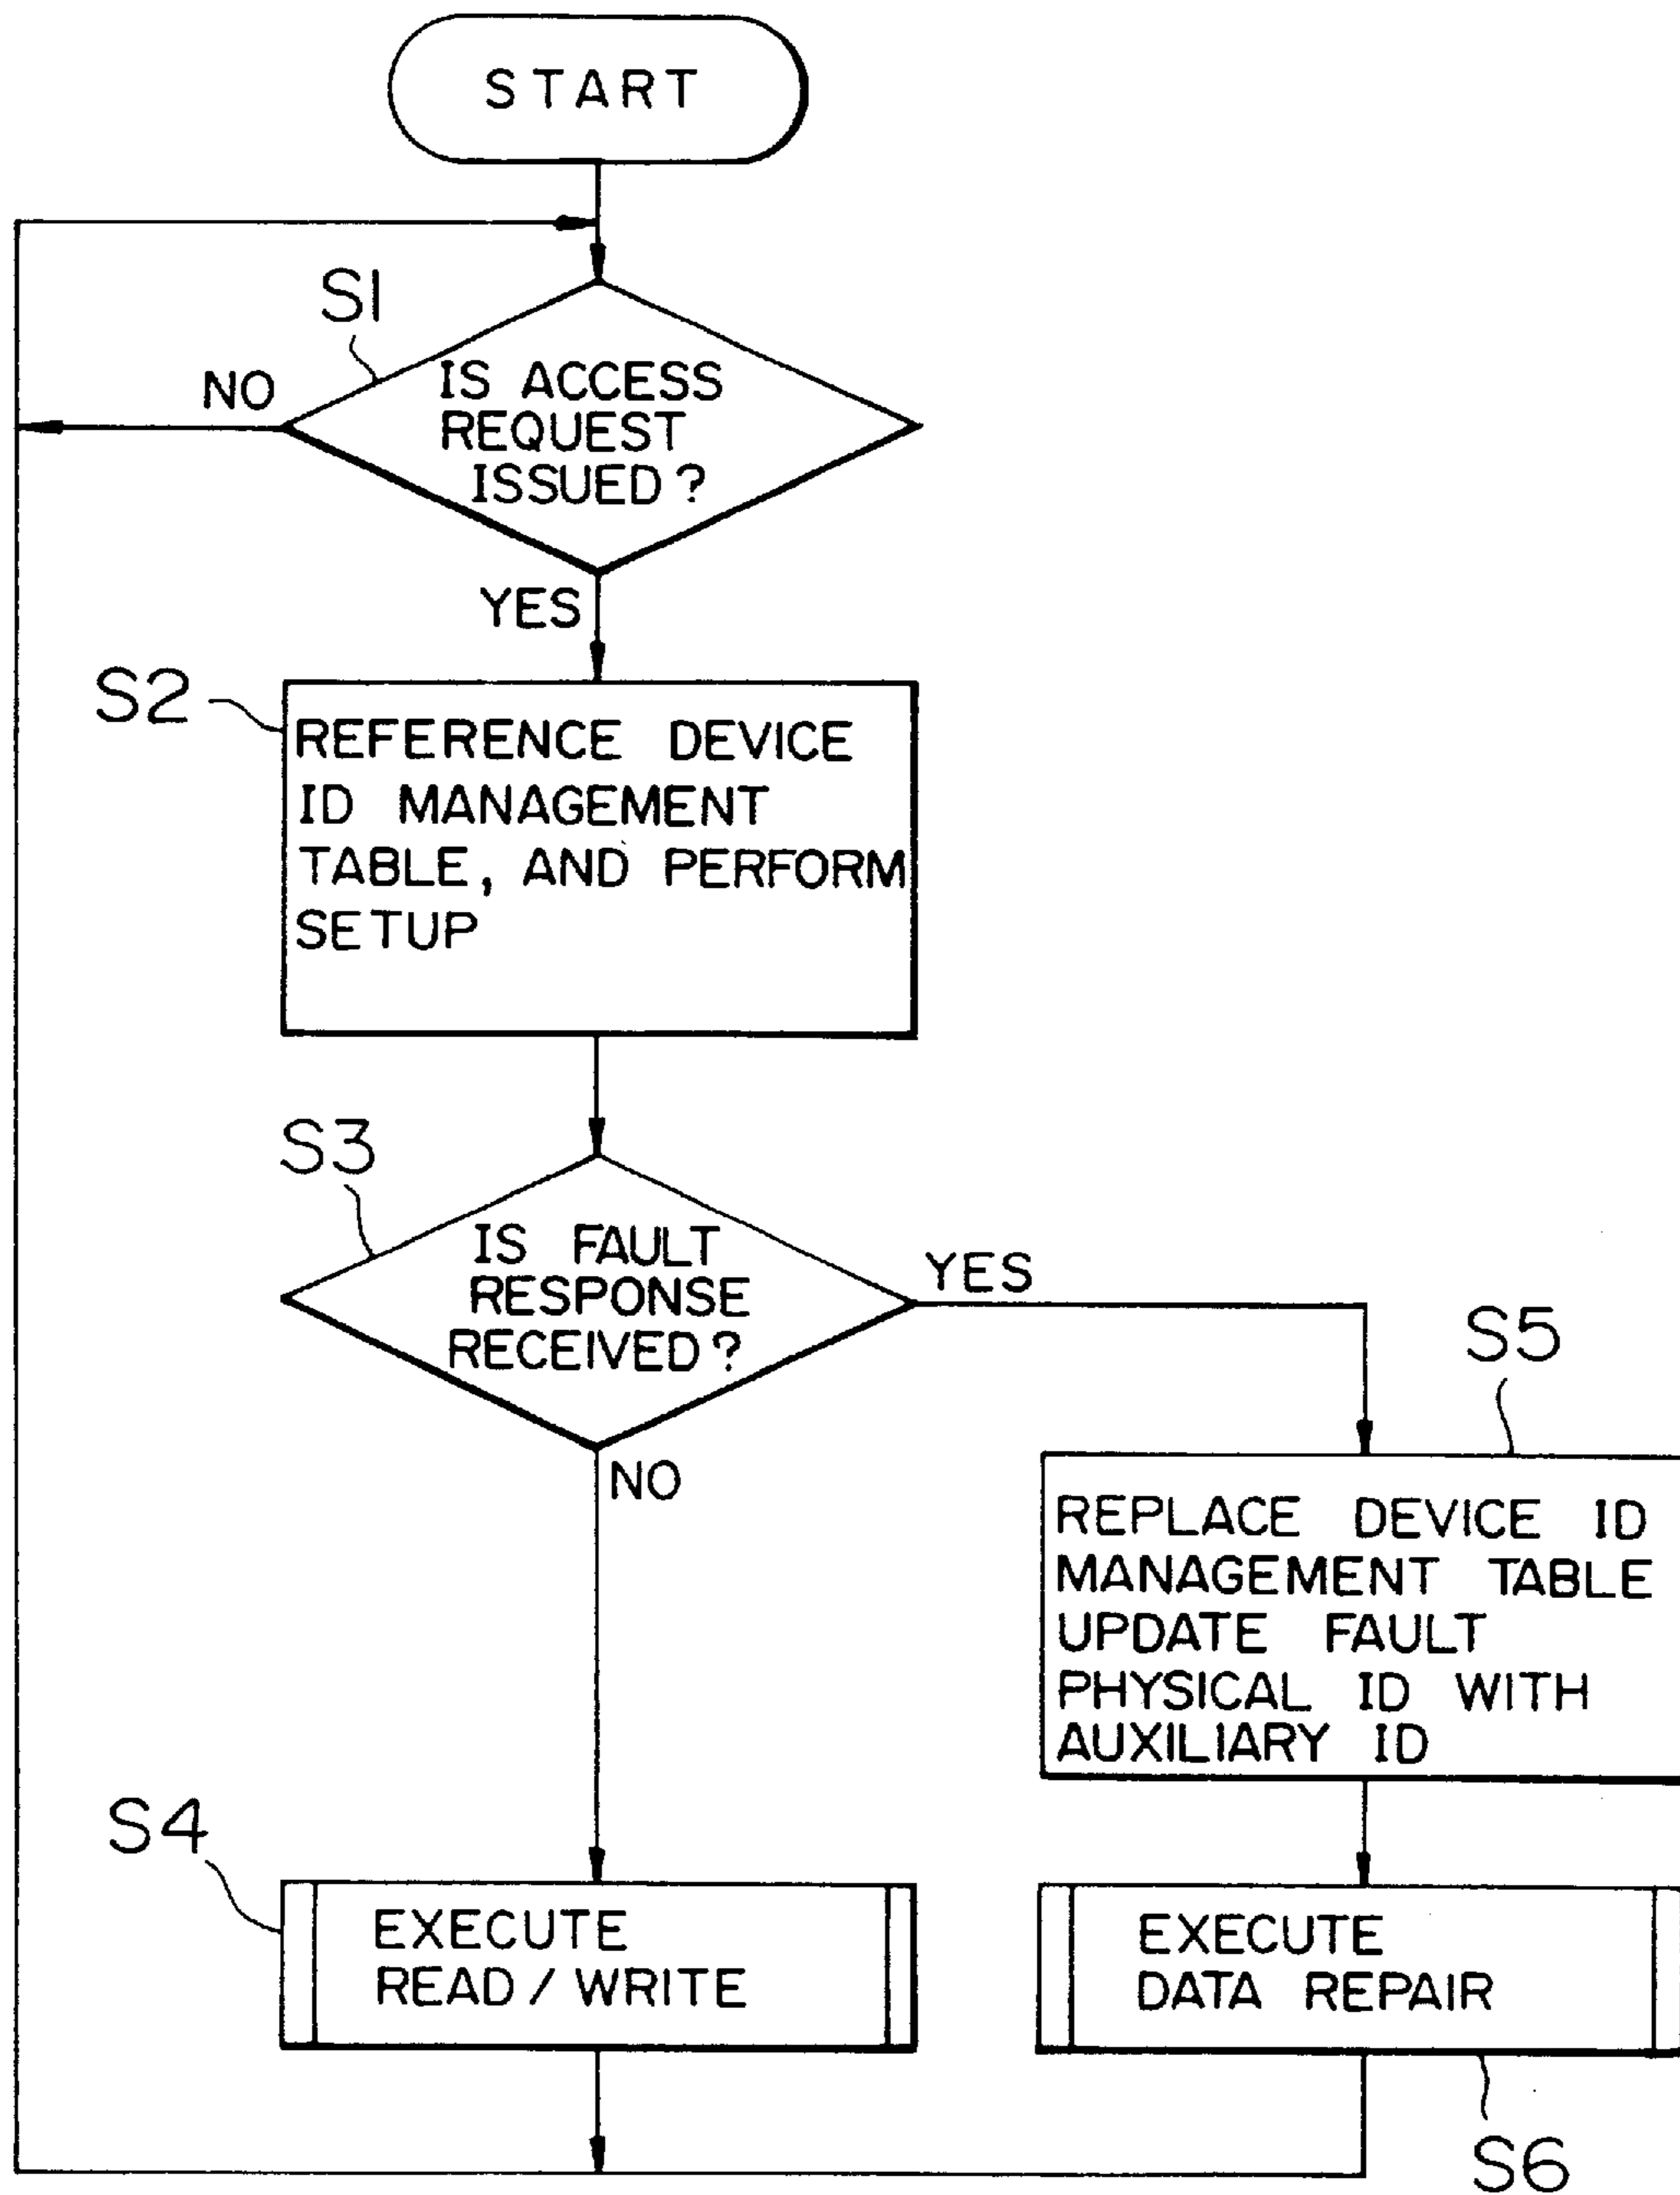 START
S1
NO
IS ACCESS
REQUEST
ISSUED?
YES
S2
REFERENCE DEVICE
ID MANAGEMENT
TABLE, AND PERFORM
SETUP
S3
IS FAULT
RESPONSE
RECEIVED?
YES
NO
S5
REPLACE DEVICE ID
MANAGEMENT TABLE
UPDATE FAULT
PHYSICAL ID WITH
AUXILIARY ID
S4
EXECUTE
READ/WRITE
EXECUTE
DATA REPAIR
S6